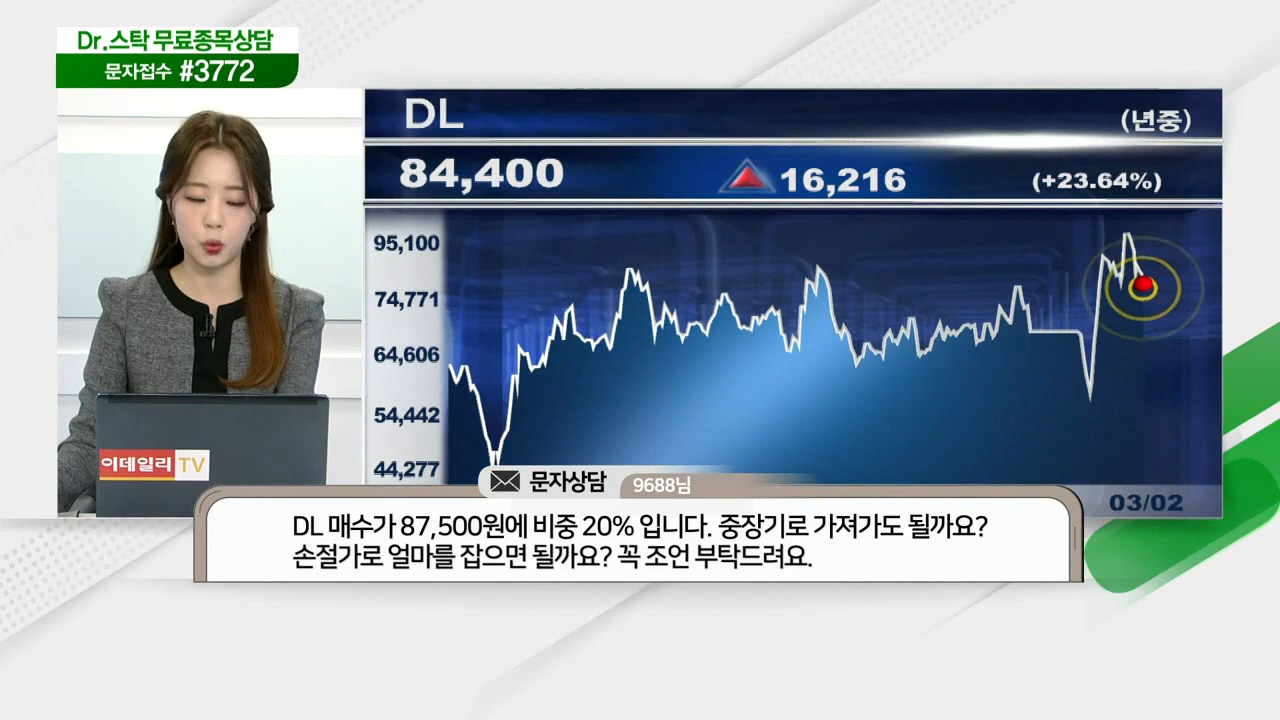 Dr.스탁 무료종목상담
문자접수 #3772
DL
(년중)
84,400
16,216
(+23.64%)
95,100
74,771
64,606
54,442
44,277
03/02
이데일리TV
문자상담
9688님
DL 매수가 87,500원에 비중 20% 입니다. 중장기로 가져가도 될까요?
손절가로 얼마를 잡으면 될까요? 꼭 조언 부탁드려요.